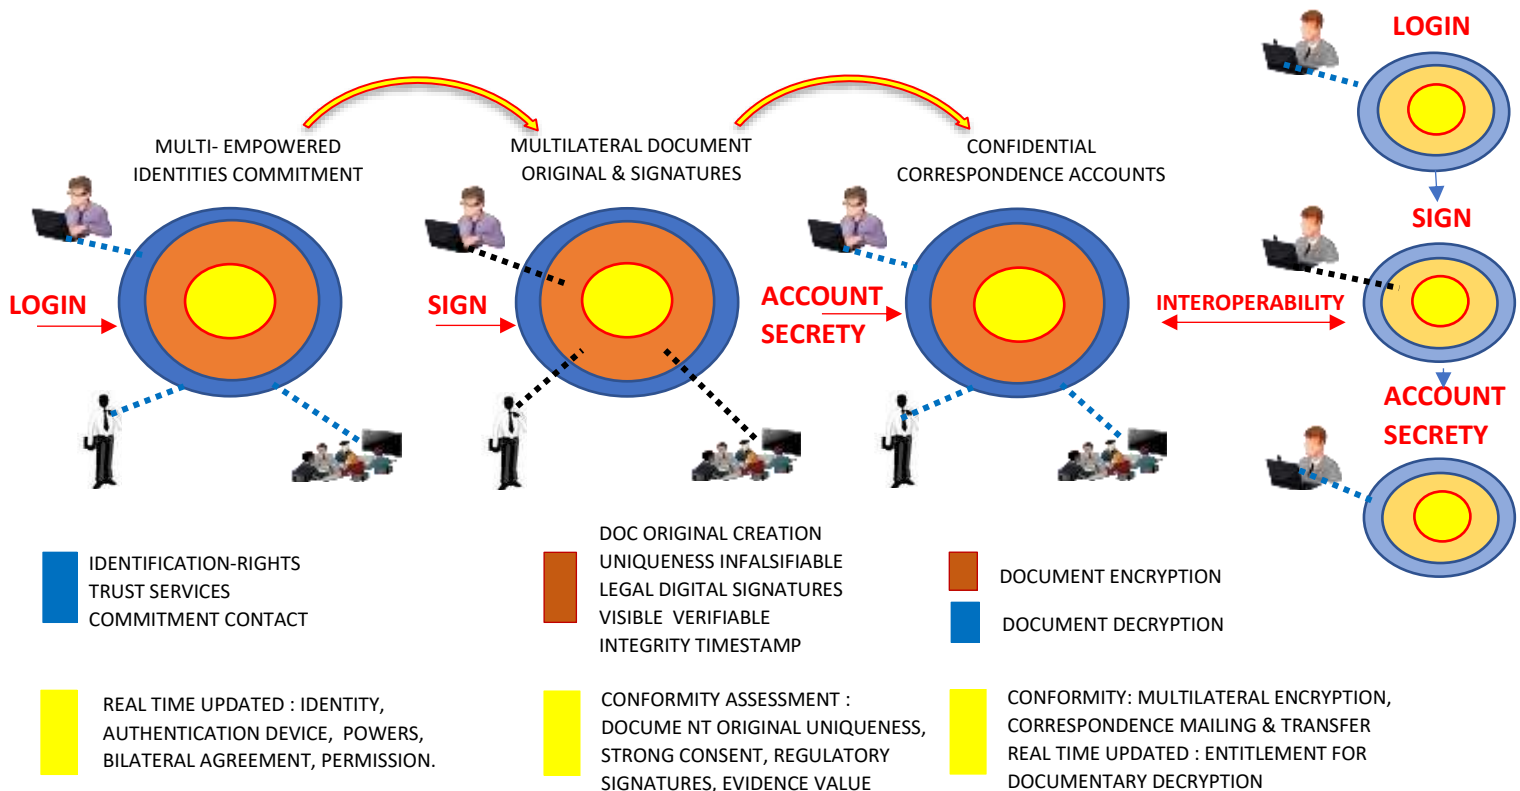 LOGIN
MULTI- EMPOWERED
IDENTITIES COMMITMENT
MULTILATERAL DOCUMENT
ORIGINAL & SIGNATURES
CONFIDENTIAL
CORRESPONDENCE ACCOUNTS
SIGN
LOGIN
SIGN
ACCOUNT
SECRETY
INTEROPERABILITY
ACCOUNT
SECRETY
IDENTIFICATION-RIGHTS
TRUST SERVICES
COMMITMENT CONTACT
DOC ORIGINAL CREATION
UNIQUENESS INFALSIFIABLE
LEGAL DIGITAL SIGNATURES
VISIBLE VERIFIABLE
INTEGRITY TIMESTAMP
DOCUMENT ENCRYPTION
DOCUMENT DECRYPTION
REAL TIME UPDATED : IDENTITY,
AUTHENTICATION DEVICE, POWERS,
BILATERAL AGREEMENT, PERMISSION.
CONFORMITY ASSESSMENT :
DOCUME NT ORIGINAL UNIQUENESS,
STRONG CONSENT, REGULATORY
SIGNATURES, EVIDENCE VALUE
CONFORMITY: MULTILATERAL ENCRYPTION,
CORRESPONDENCE MAILING & TRANSFER
REAL TIME UPDATED : ENTITLEMENT FOR
DOCUMENTARY DECRYPTION